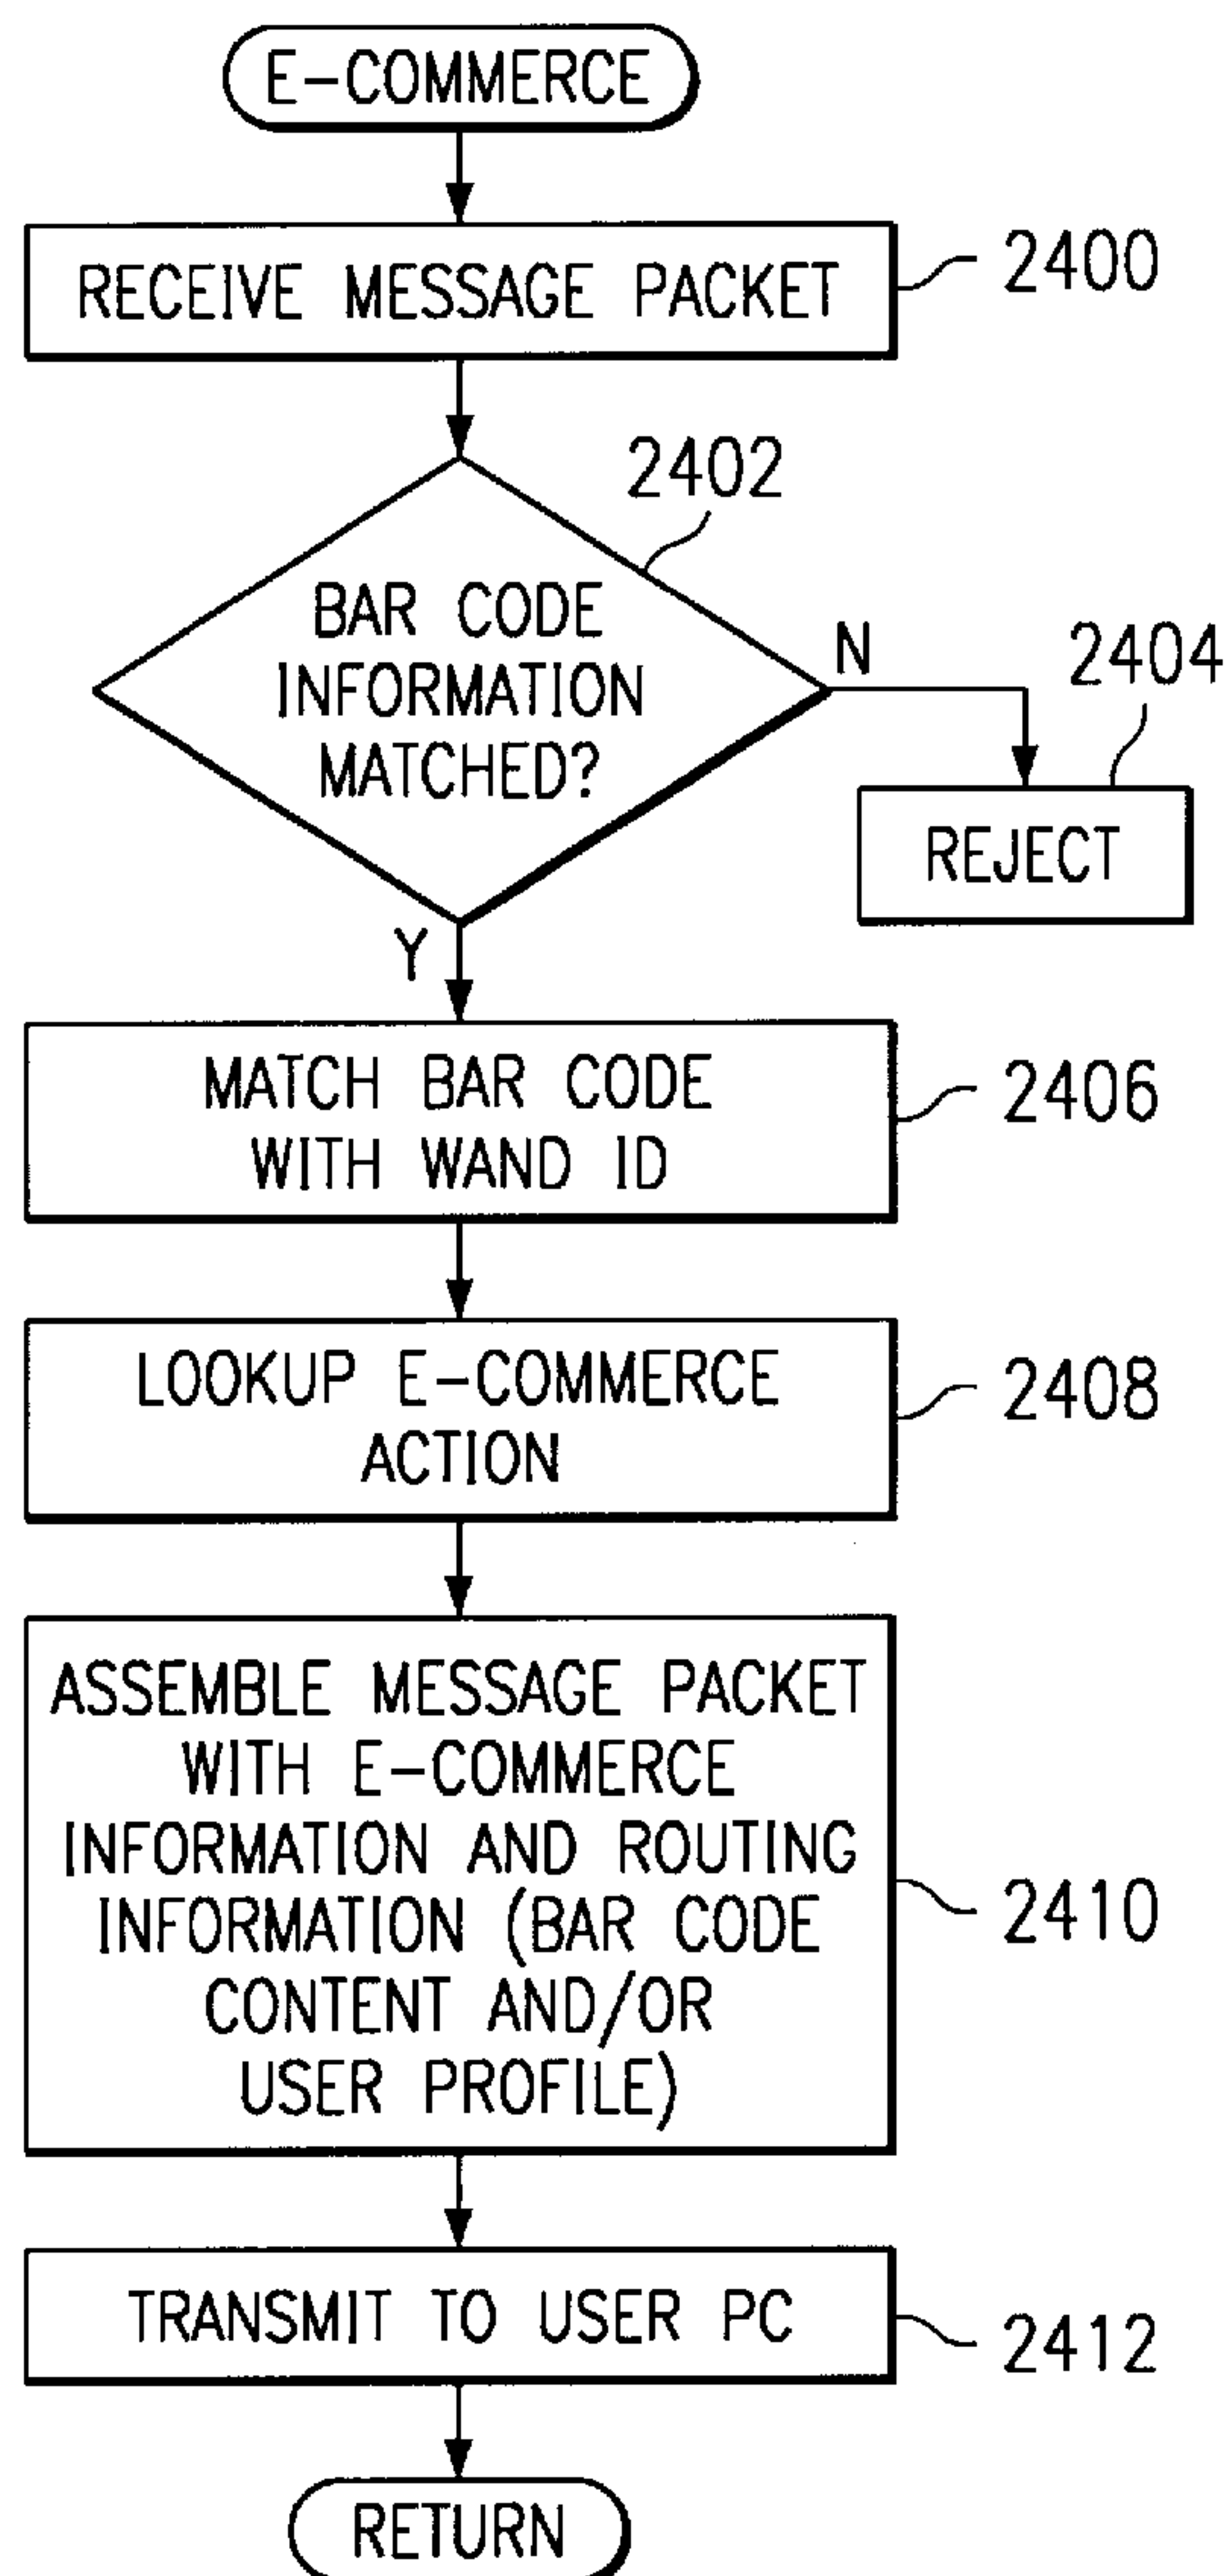 E-COMMERCE
RECEIVE MESSAGE PACKET
2400
2402
BAR CODE
INFORMATION
MATCHED?
N
2404
REJECT
Y
MATCH BAR CODE
WITH WAND ID
2406
LOOKUP E-COMMERCE
ACTION
2408
ASSEMBLE MESSAGE PACKET
WITH E-COMMERCE
INFORMATION AND ROUTING
INFORMATION (BAR CODE
CONTENT AND/OR
USER PROFILE)
2410
TRANSMIT TO USER PC
2412
RETURN